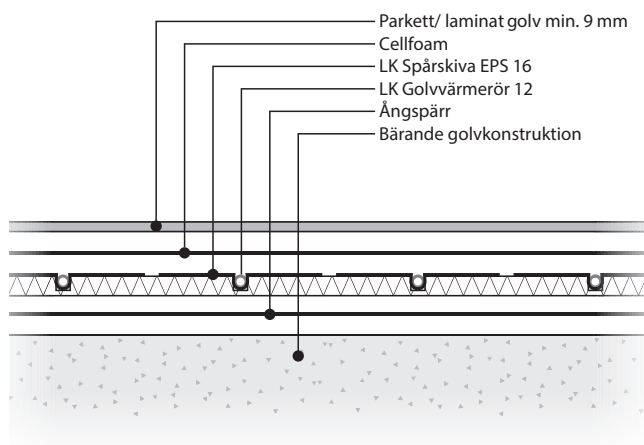 Parkett/ laminat golv min. 9 mm
Cellfoam
LK Spårskiva EPS 16
LK Golvvärmerör 12
Ångspärr
Bärande golvkonstruktion